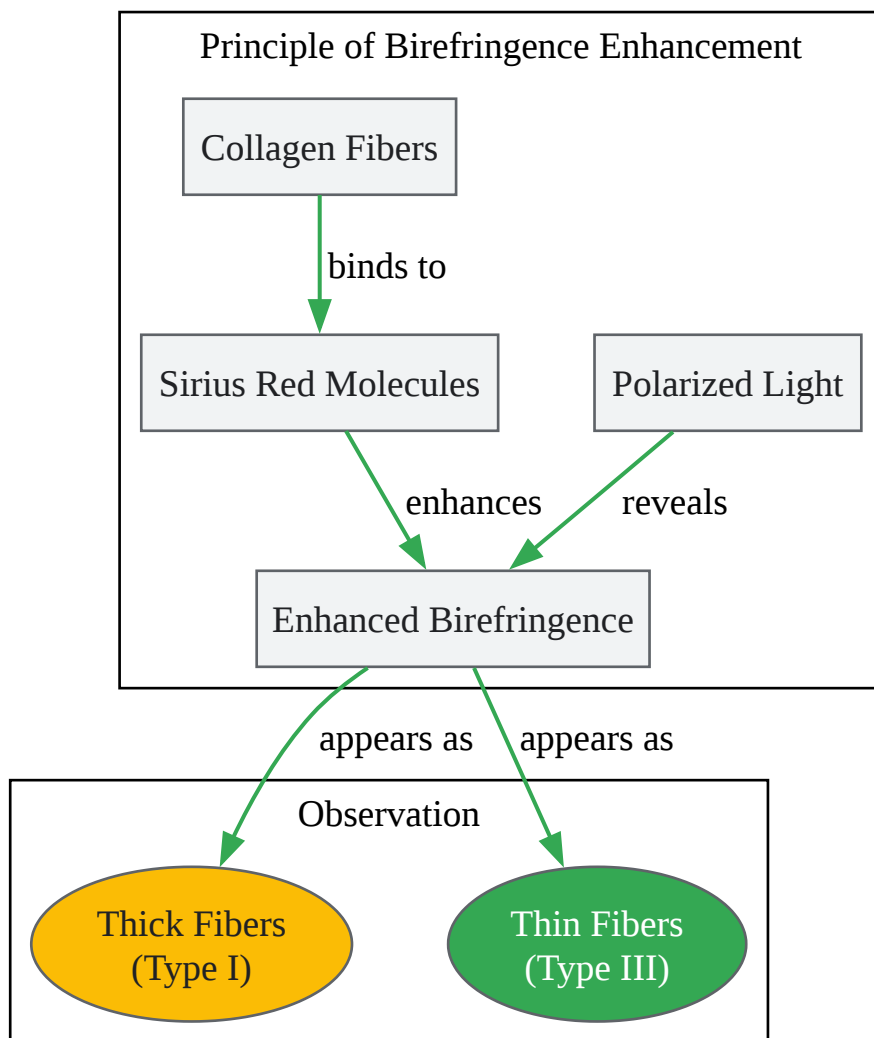 Principle of Birefringence Enhancement
Collagen Fibers
binds to
Sirius Red Molecules
Polarized Light
enhances
reveals
Enhanced Birefringence
appears as
appears as
Observation
Thick Fibers
(Type I)
Thin Fibers
(Type III)